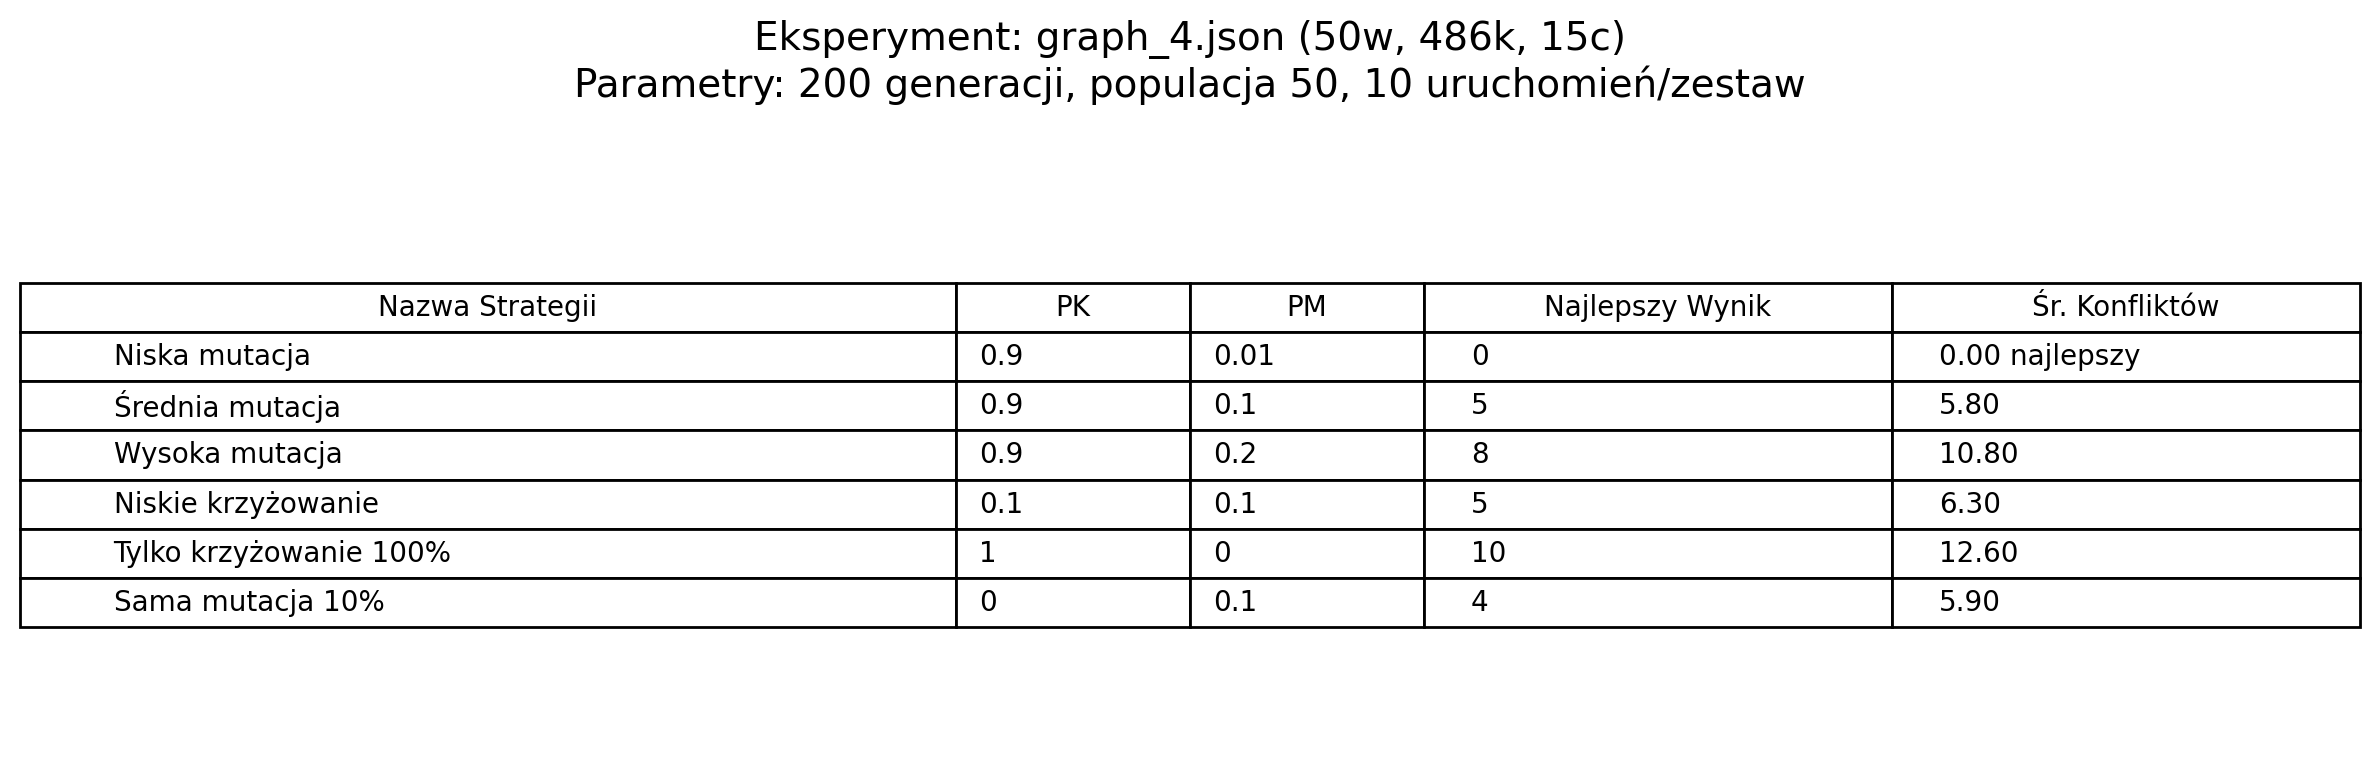 Eksperyment: graph_4.json (50w, 486k, 15c)
Parametry: 200 generacji, populacja 50, 10 uruchomień/zestaw
Nazwa Strategii PK PM Najlepszy Wynik Śr. Konfliktów
Niska mutacja 0.9 0.01 0 0.00 najlepszy
Średnia mutacja 0.9 0.1 5 5.80
Wysoka mutacja 0.9 0.2 8 10.80
Niskie krzyżowanie 0.1 0.1 5 6.30
Tylko krzyżowanie 100% 1 0 10 12.60
Sama mutacja 10% 0 0.1 4 5.90